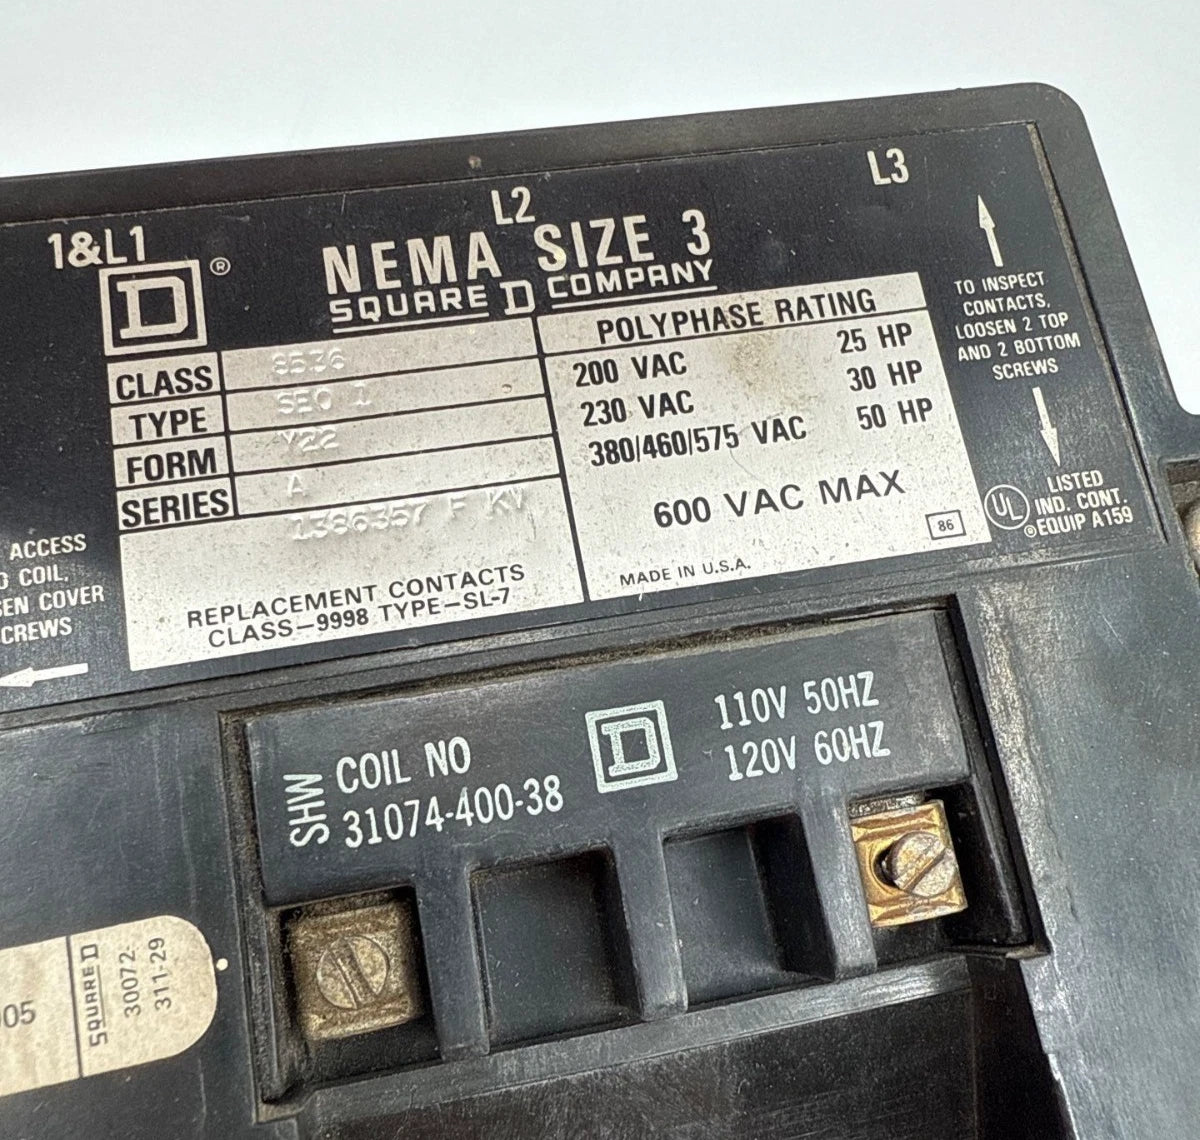 1&L1
L2
L3
D ®
NEMA SIZE 3
SQUARE D COMPANY
CLASS 8536
TYPE SEO 1
FORM Y22
SERIES A
1386357 F KV
REPLACEMENT CONTACTS
CLASS-9998 TYPE-SL-7
POLYPHASE RATING
200 VAC 25 HP
230 VAC 30 HP
380/460/575 VAC 50 HP
600 VAC MAX
86
MADE IN U.S.A.
TO INSPECT
CONTACTS,
LOOSEN 2 TOP
AND 2 BOTTOM
SCREWS
UL ®
LISTED
IND. CONT.
EQUIP A159
ACCESS
COIL,
COVER
SHW
COIL NO
31074-400-38
D
110V 50HZ
120V 60HZ
SQUARE D
30072-
311-29